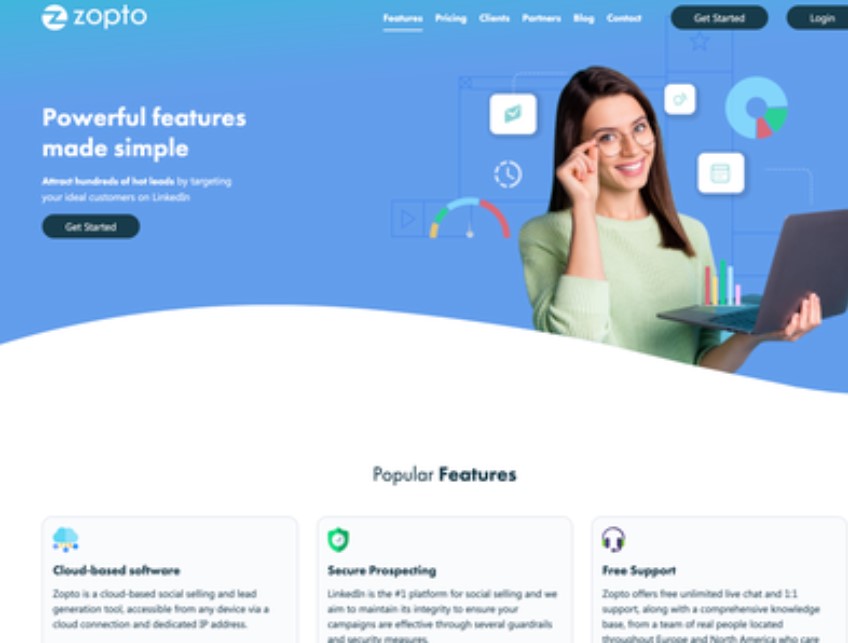 zopto
Features Pricing Clients Partners Blog Contact Get Started Login
Powerful features
made simple
Attract hundreds of hot leads by targeting
your ideal customers on LinkedIn
Get Started
Popular Features
Cloud-based software
Zopto is a cloud-based social selling and lead
generation tool, accessible from any device via a
cloud connection and dedicated IP address.
Secure Prospecting
LinkedIn is the #1 platform for social selling and we
aim to maintain its integrity to ensure your
campaigns are effective through several guardrails
and security measures.
Free Support
Zopto offers free unlimited live chat and 1:1
support, along with a comprehensive knowledge
base, from a team of real people located
throughout Europe and North America who care